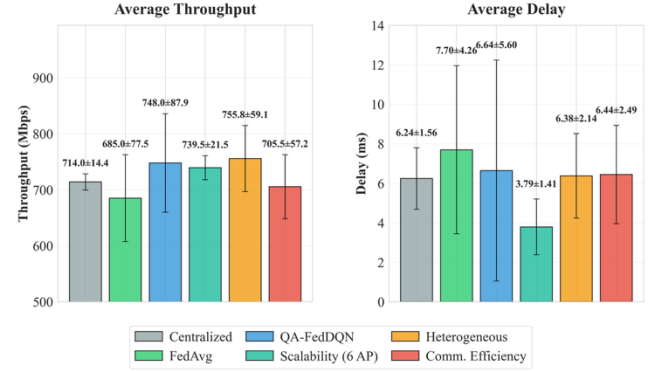 Average Throughput
Throughput (Mbps)
900
800
700
600
500
714.0±14.4
685.0±77.5
748.0±87.9
739.5±21.5
755.8±59.1
705.5±57.2
Average Delay
Delay (ms)
14
12
10
8
6
4
2
0
6.24±1.56
7.70±4.26
6.64±5.60
3.79±1.41
6.38±2.14
6.44±2.49
Centralized
QA-FedDQN
Heterogeneous
FedAvg
Scalability (6 AP)
Comm. Efficiency